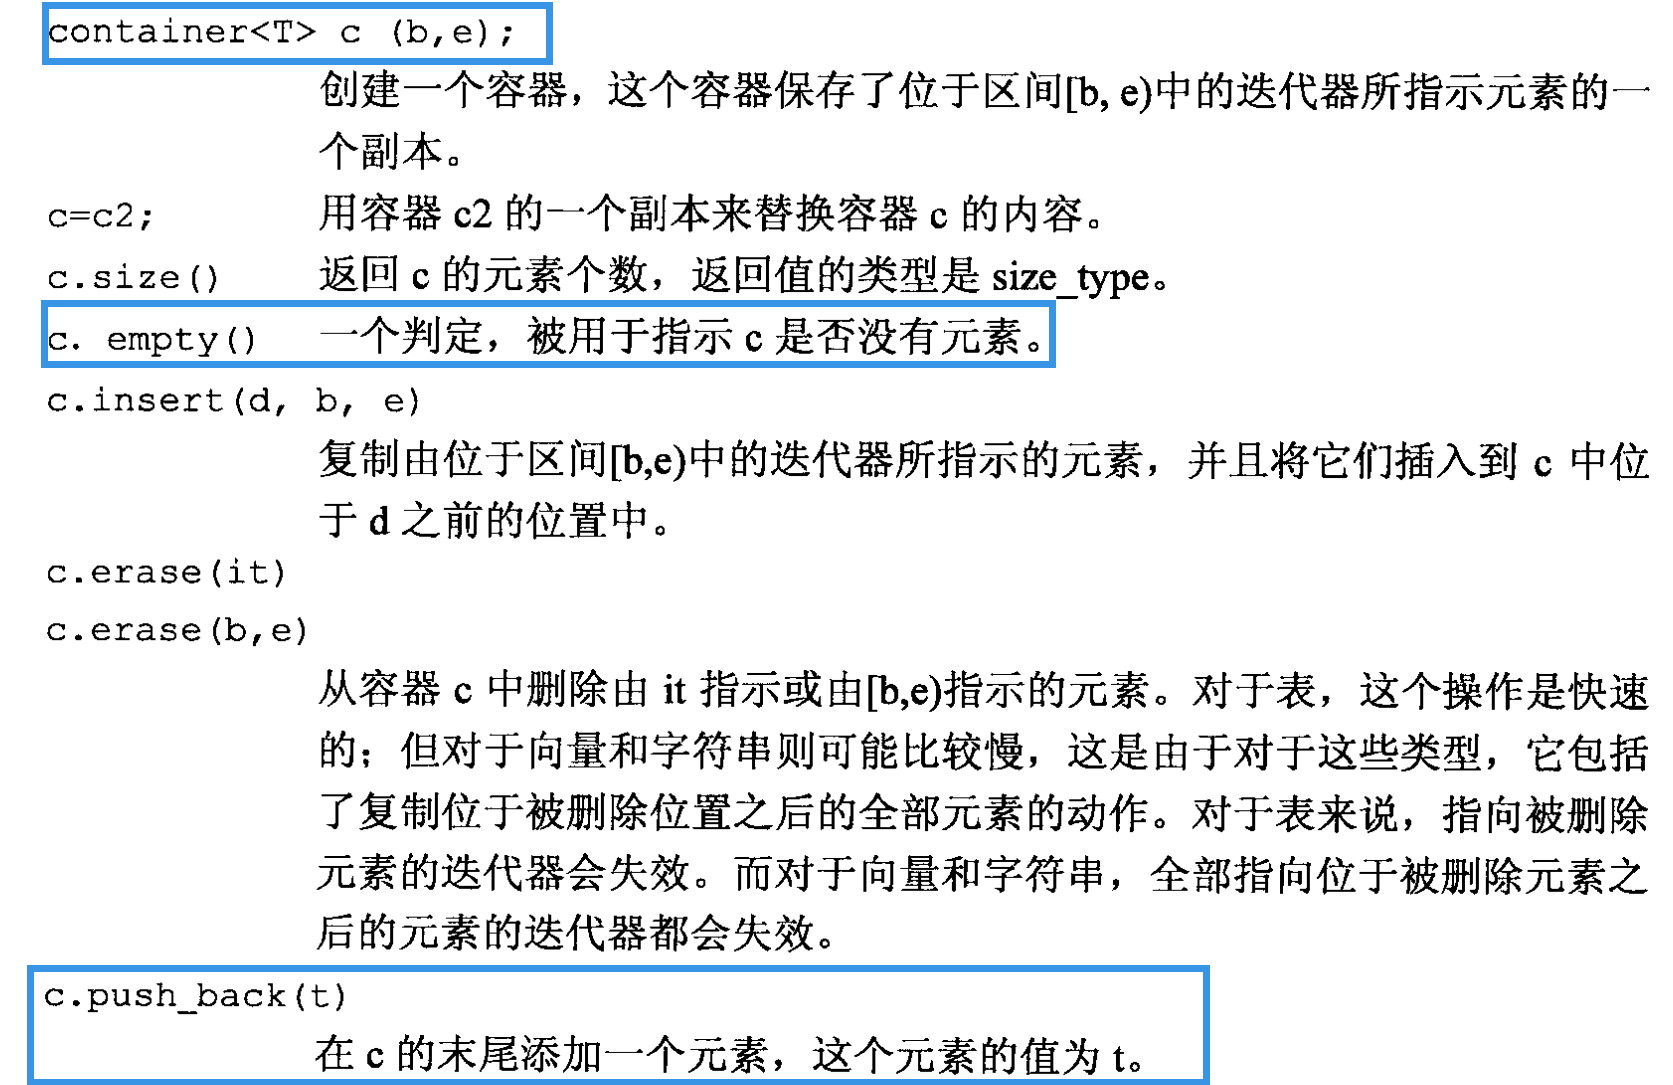 container<T> c (b,e);
创建一个容器，这个容器保存了位于区间[b, e)中的迭代器所指示元素的一
个副本。
c=c2; 用容器 c2 的一个副本来替换容器 c 的内容。
c.size() 返回 c 的元素个数，返回值的类型是 size_type。
c. empty() 一个判定，被用于指示 c 是否没有元素。
c.insert(d, b, e)
复制由位于区间[b,e)中的迭代器所指示的元素，并且将它们插入到 c 中位
于 d 之前的位置中。
c.erase(it)
c.erase(b,e)
从容器 c 中删除由 it 指示或由[b,e)指示的元素。对于表，这个操作是快速
的；但对于向量和字符串则可能比较慢，这是由于对于这些类型，它包括
了复制位于被删除位置之后的全部元素的动作。对于表来说，指向被删除
元素的迭代器会失效。而对于向量和字符串，全部指向位于被删除元素之
后的元素的迭代器都会失效。
c.push_back(t)
在 c 的末尾添加一个元素，这个元素的值为 t。